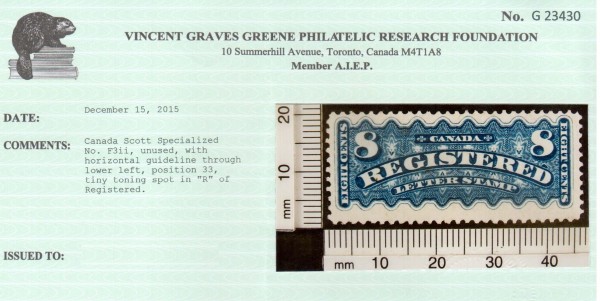 No. G 23430
VINCENT GRAVES GREENE PHILATELIC RESEARCH FOUNDATION
10 Summerhill Avenue, Toronto, Canada M4T1A8
Member A.I.E.P.
DATE:
December 15, 2015
COMMENTS:
Canada Scott Specialized
No. F3ii, unused, with
horizontal guideline through
lower left, position 33,
tiny toning spot in "R" of
Registered.
ISSUED TO:
20
10
mm
EIGHT CENTS
8
CANADA
8
REGISTERED
LETTER STAMP
EIGHT CENTS
mm 10 20 30 40